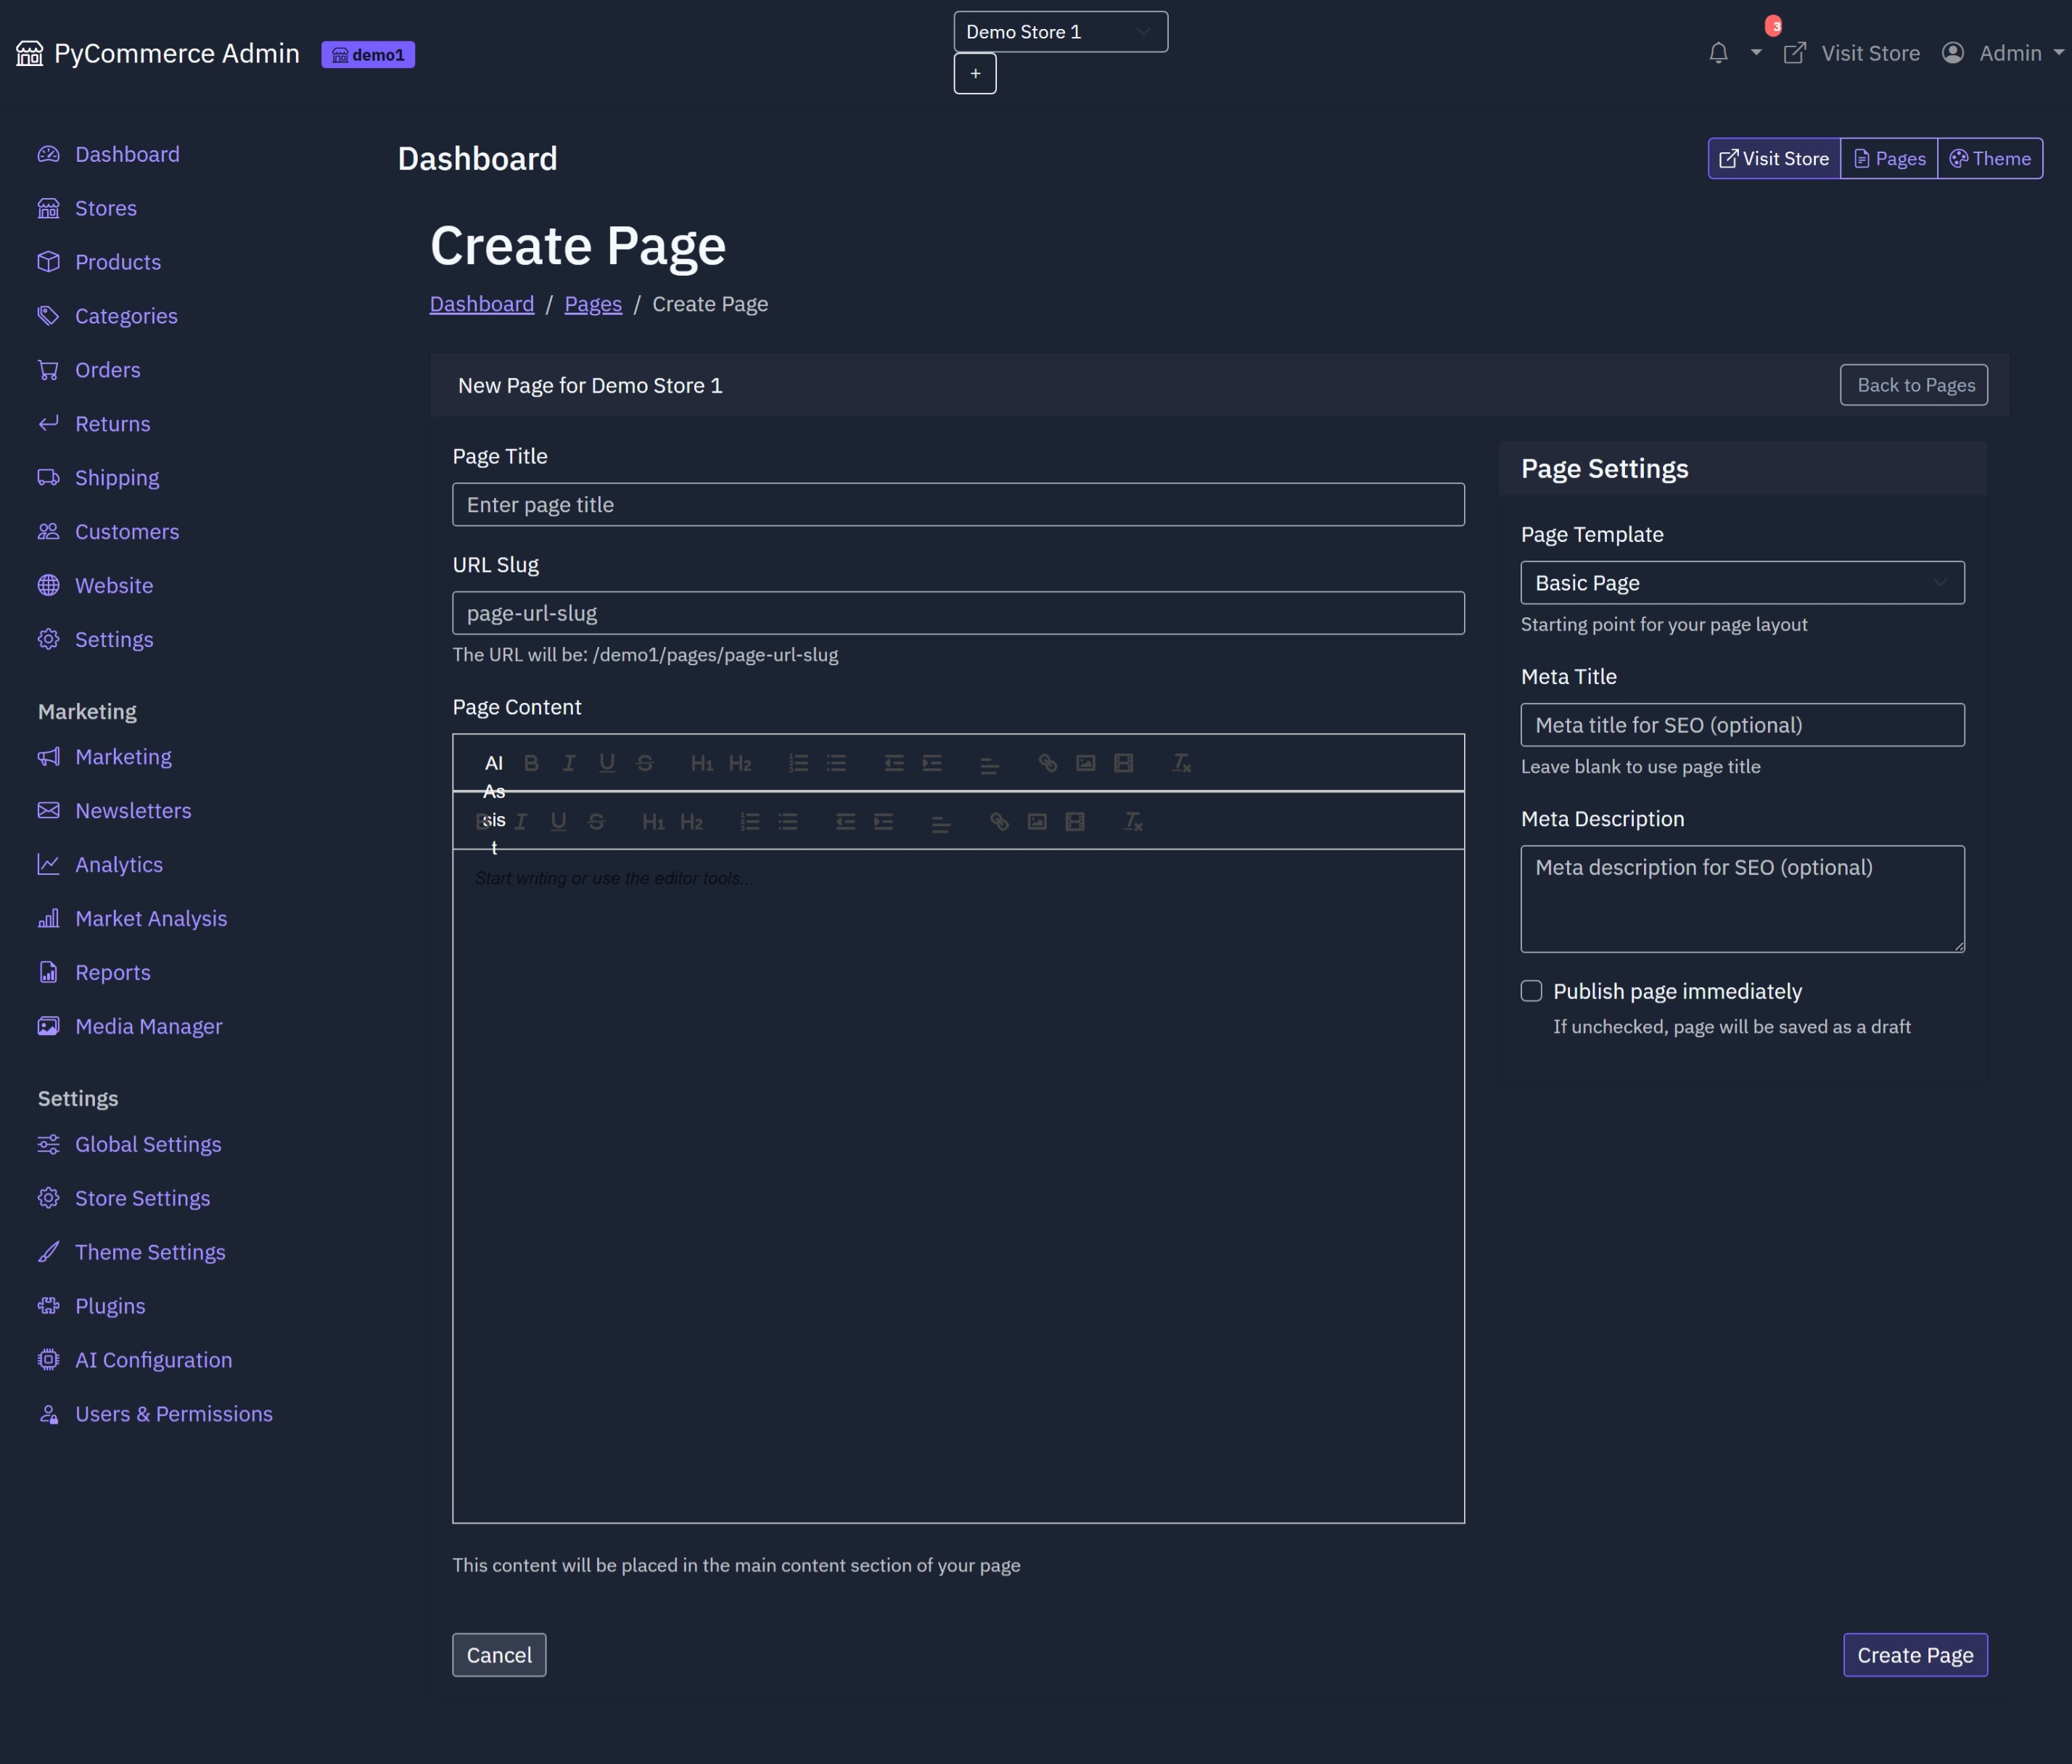 PyCommerce Admin
demo1
Demo Store 1
+
3
Visit Store
Admin
Dashboard
Stores
Products
Categories
Orders
Returns
Shipping
Customers
Website
Settings
Marketing
Marketing
Newsletters
Analytics
Market Analysis
Reports
Media Manager
Settings
Global Settings
Store Settings
Theme Settings
Plugins
AI Configuration
Users & Permissions
Dashboard
Visit Store
Pages
Theme
Create Page
Dashboard / Pages / Create Page
New Page for Demo Store 1
Back to Pages
Page Title
Enter page title
URL Slug
page-url-slug
The URL will be: /demo1/pages/page-url-slug
Page Content
AI
As
sis
t
B I U S H1 H2
B I U S H1 H2
Start writing or use the editor tools...
This content will be placed in the main content section of your page
Page Settings
Page Template
Basic Page
Starting point for your page layout
Meta Title
Meta title for SEO (optional)
Leave blank to use page title
Meta Description
Meta description for SEO (optional)
Publish page immediately
If unchecked, page will be saved as a draft
Cancel
Create Page